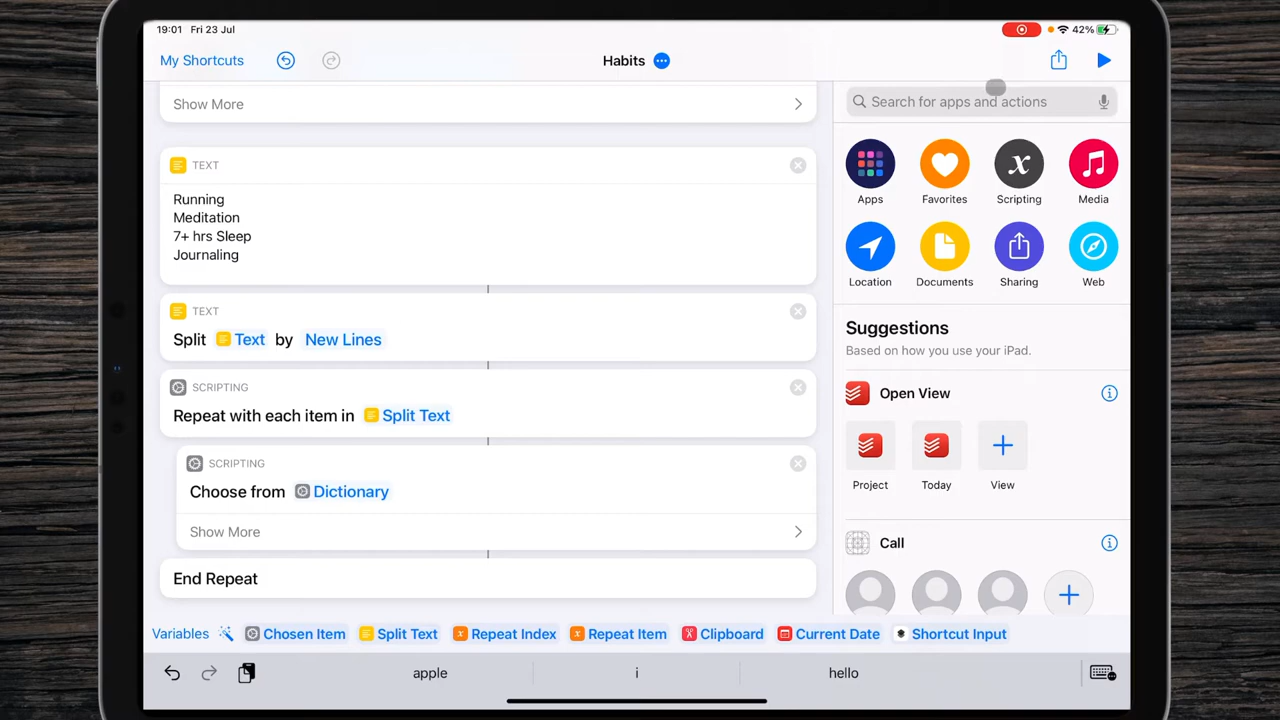 19:01 Fri 23 Jul
42%
My Shortcuts
Habits
Show More
TEXT
Running
Meditation
7+ hrs Sleep
Journaling
TEXT
Split Text by New Lines
SCRIPTING
Repeat with each item in Split Text
SCRIPTING
Choose from Dictionary
Show More
End Repeat
Search for apps and actions
Apps
Favorites
Scripting
Media
Location
Documents
Sharing
Web
Suggestions
Based on how you use your iPad.
Open View
Project
Today
View
Call
Variables
Chosen Item
Split Text
Repeat Index
Repeat Item
Clipboard
Current Date
Shortcut Input
apple
i
hello